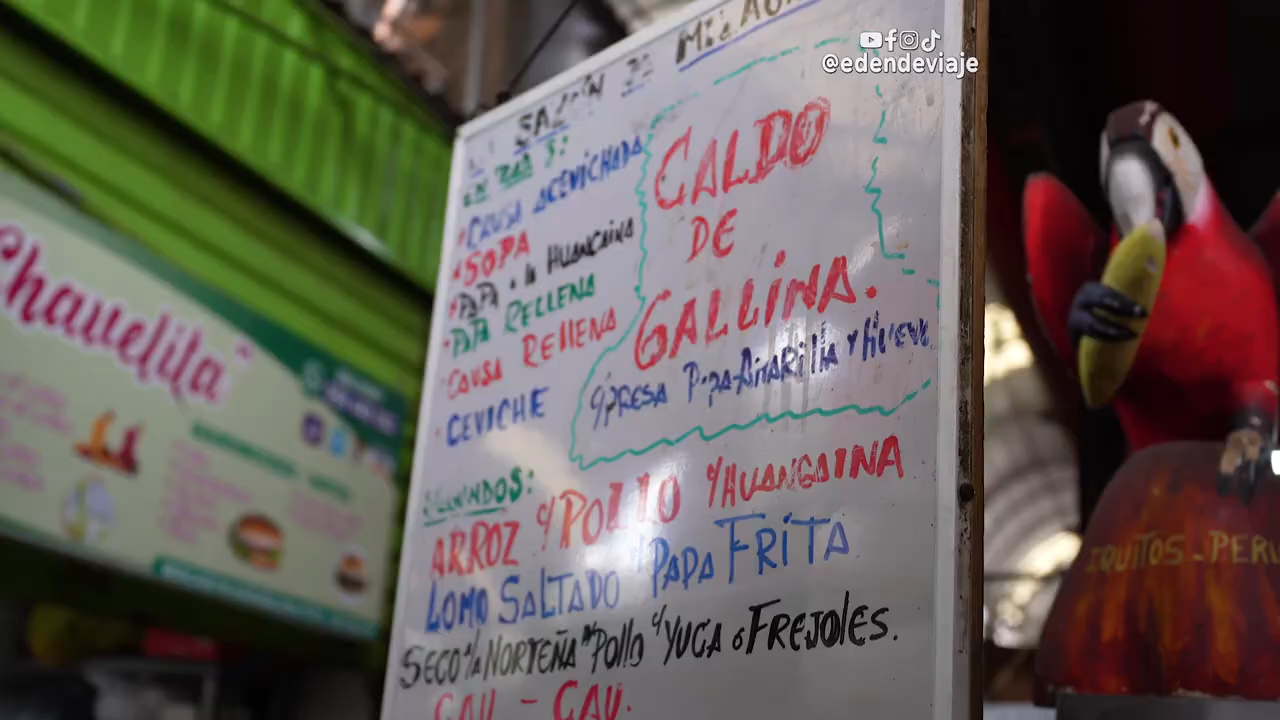 @edendeviaje
Chavelita
CAUSA ACEVICHADA
SOPA
PAPA a la HUANCAINA
PAPA RELLENA
CAUSA RELLENA
CEVICHE
CALDO
DE
GALLINA.
C/PRESA PAPA AMARILLA Y HUEVO
SEGUNDOS:
ARROZ C/POLLO C/HUANCAINA
LOMO SALTADO C/PAPA FRITA
SECO A LA NORTEÑA POLLO C/YUCA o FREJOLES.
CAU - CAU.
IQUITOS - PERU